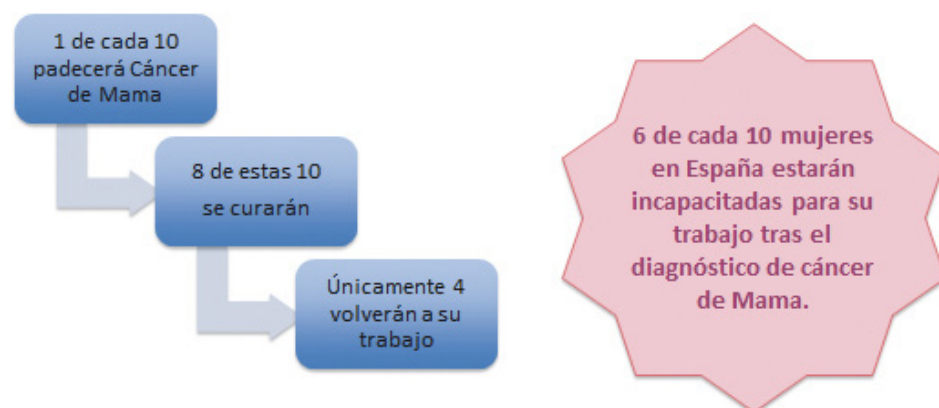 1 de cada 10
padecerá Cáncer
de Mama
8 de estas 10
se curarán
Únicamente 4
volverán a su
trabajo
6 de cada 10 mujeres
en España estarán
incapacitadas para su
trabajo tras el
diagnóstico de cáncer
de Mama.